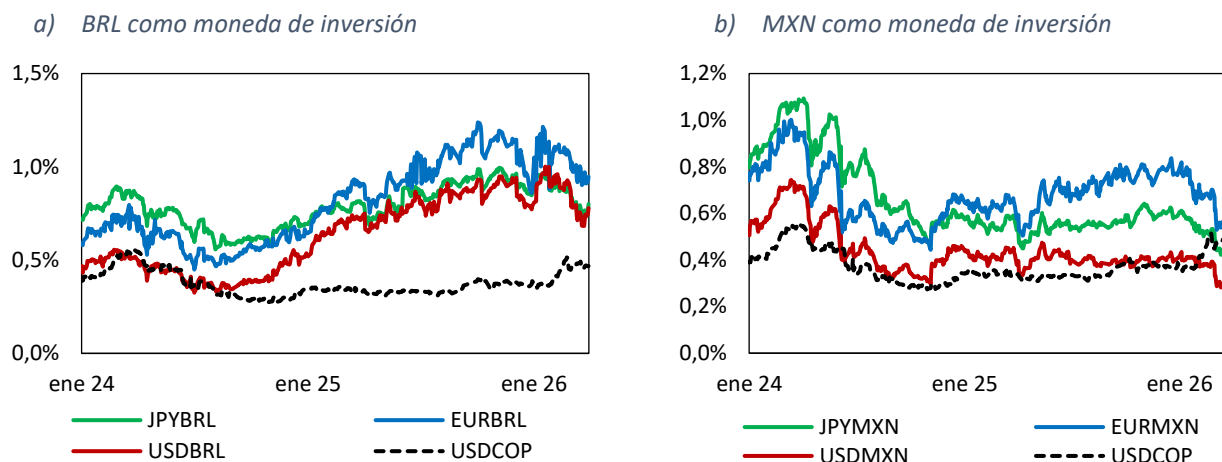 a) BRL como moneda de inversión
1,5%
1,0%
0,5%
0,0%
ene 24 ene 25 ene 26
JPYBRL EURBRL
USDBRL USDCOP
b) MXN como moneda de inversión
1,2%
1,0%
0,8%
0,6%
0,4%
0,2%
0,0%
ene 24 ene 25 ene 26
JPYMXN EURMXN
USDMXN USDCOP